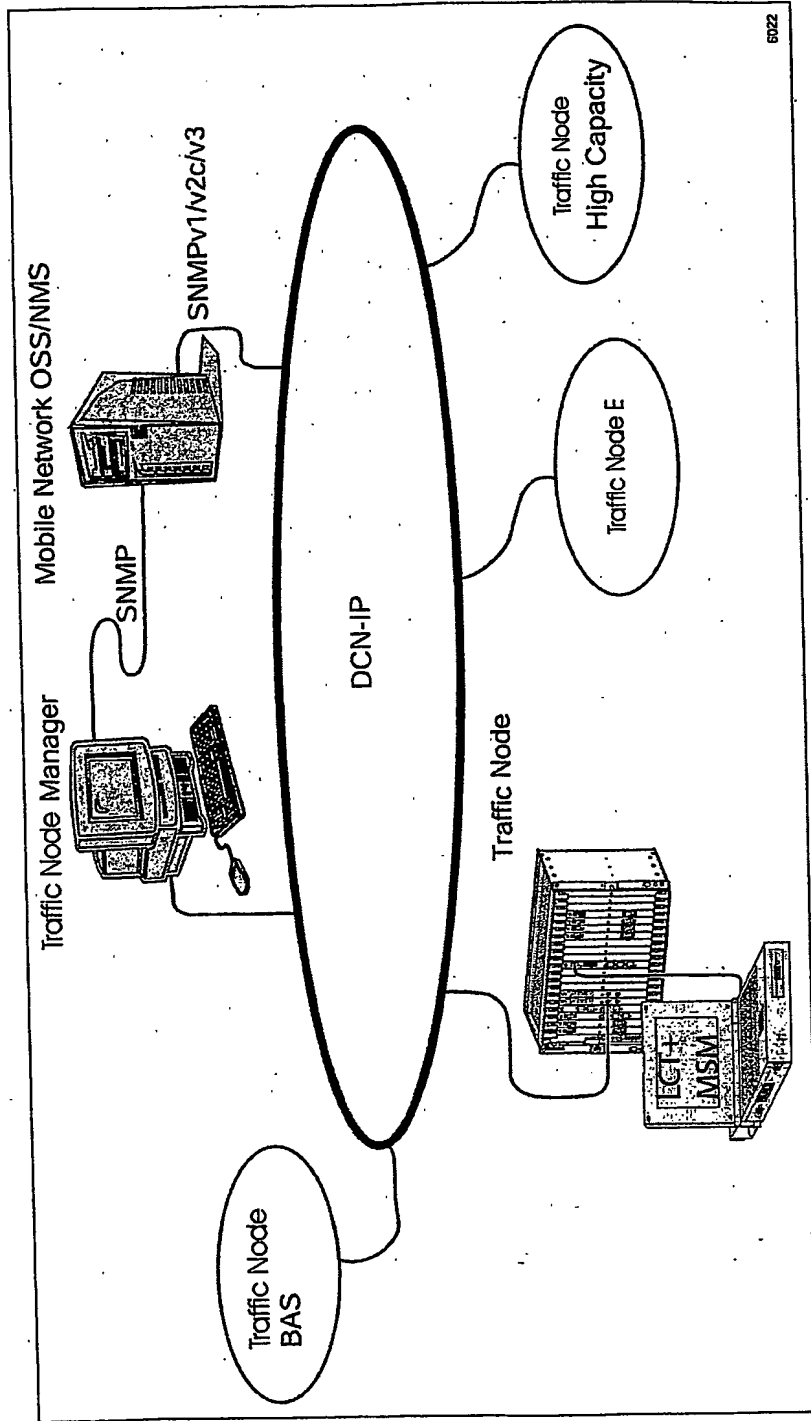 Mobile Network OSS/NMS
Traffic Node Manager
SNMP
SNMPv1/v2c/v3
DCN-IP
Traffic Node
BAS
Traffic Node
LCT+
MSM
Traffic Node E
Traffic Node
High Capacity
6022